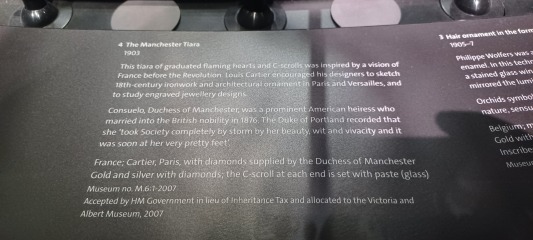 4 The Manchester Tiara
1903
This tiara of graduated flaming hearts and C-scrolls was inspired by a vision of
France before the Revolution. Louis Cartier encouraged his designers to sketch
18th-century ironwork and architectural ornament in Paris and Versailles, and
to study engraved jewellery designs.
Consuelo, Duchess of Manchester, was a prominent American heiress who
married into the British nobility in 1876. The Duke of Portland recorded that
she 'took Society completely by storm by her beauty, wit and vivacity and it
was soon at her very pretty feet'.
France; Cartier, Paris, with diamonds supplied by the Duchess of Manchester
Gold and silver with diamonds; the C-scroll at each end is set with paste (glass)
Museum no. M.6:1-2007
Accepted by HM Government in lieu of Inheritance Tax and allocated to the Victoria and
Albert Museum, 2007
3 Hair ornament in the form
1905–7
Philippe Wolfers was a
enamel. In this techn
a stained glass win
mirrored the lumi
Orchids symbol
nature, sensu
Belgium; m
Gold with
Inscribe
Museu